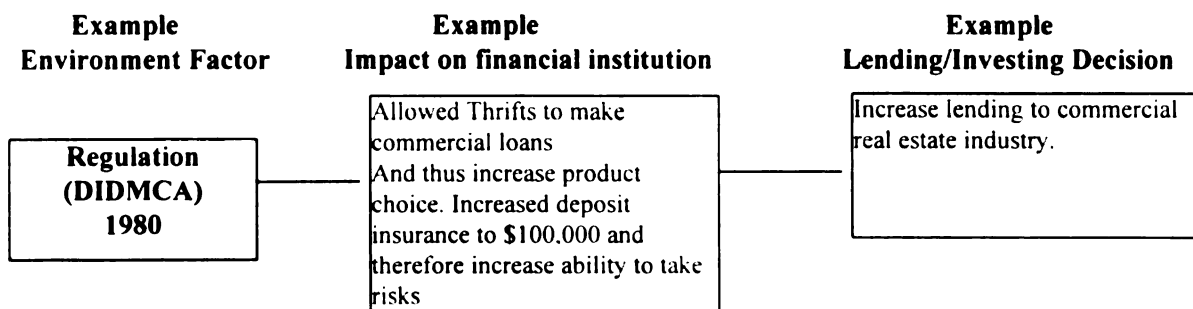 Example
Environment Factor
Example
Impact on financial institution
Example
Lending/Investing Decision
Regulation
(DIDMCA)
1980
Allowed Thrifts to make
commercial loans
And thus increase product
choice. Increased deposit
insurance to $100,000 and
therefore increase ability to take
risks
Increase lending to commercial
real estate industry.